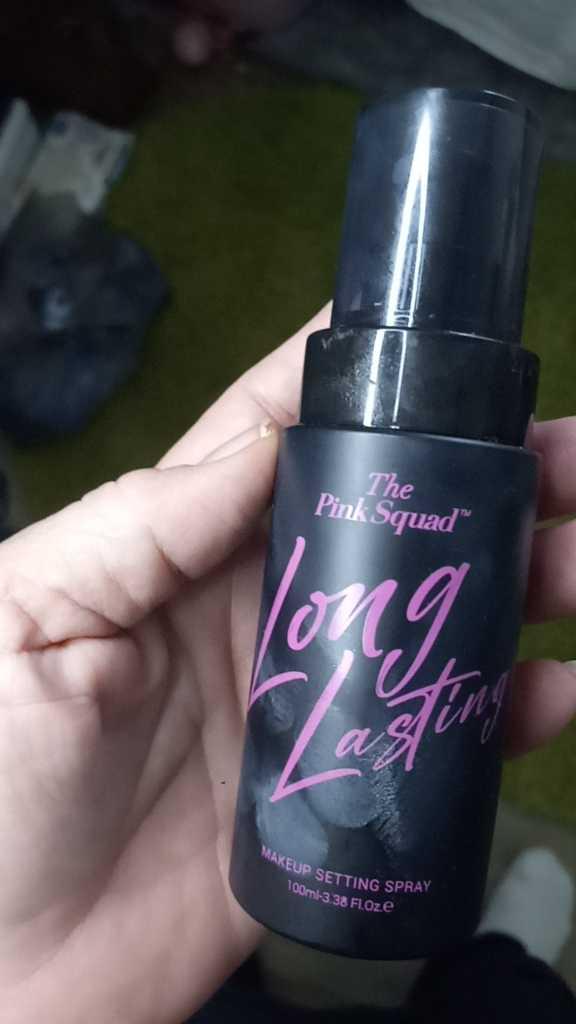 The
Pink Squad™
Long
Lasting
MAKEUP SETTING SPRAY
100ml-3.38 Fl.Oz.℮